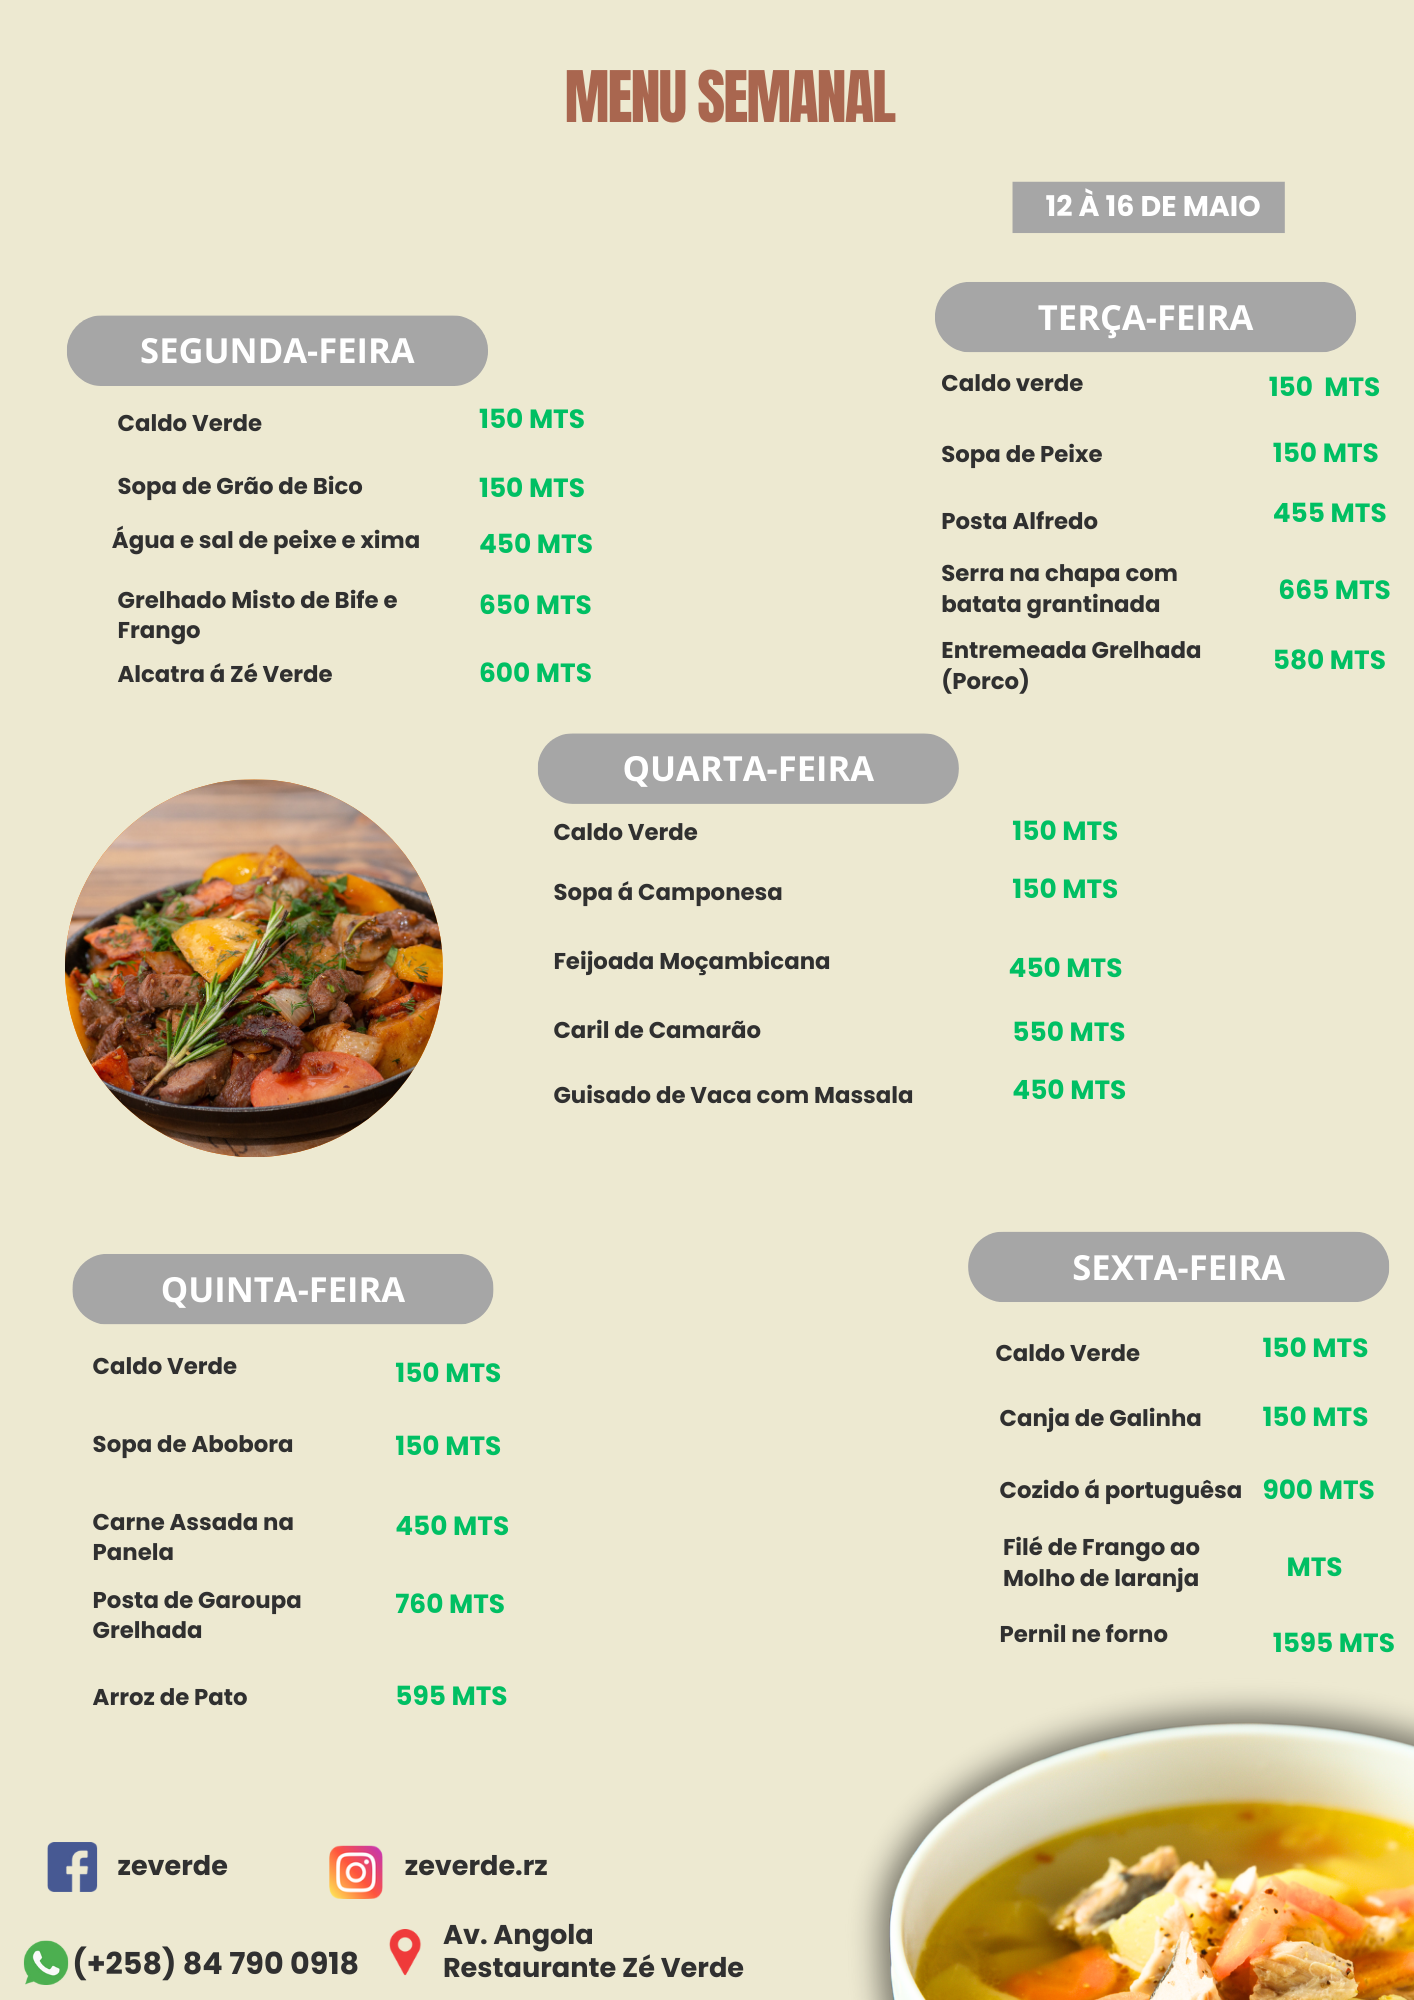 MENU SEMANAL
12 À 16 DE MAIO
SEGUNDA-FEIRA
Caldo Verde 150 MTS
Sopa de Grão de Bico 150 MTS
Água e sal de peixe e xima 450 MTS
Grelhado Misto de Bife e
Frango 650 MTS
Alcatra á Zé Verde 600 MTS
TERÇA-FEIRA
Caldo verde 150 MTS
Sopa de Peixe 150 MTS
Posta Alfredo 455 MTS
Serra na chapa com
batata grantinada 665 MTS
Entremeada Grelhada
(Porco) 580 MTS
QUARTA-FEIRA
Caldo Verde 150 MTS
Sopa á Camponesa 150 MTS
Feijoada Moçambicana 450 MTS
Caril de Camarão 550 MTS
Guisado de Vaca com Massala 450 MTS
QUINTA-FEIRA
Caldo Verde 150 MTS
Sopa de Abobora 150 MTS
Carne Assada na
Panela 450 MTS
Posta de Garoupa
Grelhada 760 MTS
Arroz de Pato 595 MTS
SEXTA-FEIRA
Caldo Verde 150 MTS
Canja de Galinha 150 MTS
Cozido á portuguêsa 900 MTS
Filé de Frango ao
Molho de laranja MTS
Pernil ne forno 1595 MTS
zeverde
zeverde.rz
(+258) 84 790 0918
Av. Angola
Restaurante Zé Verde